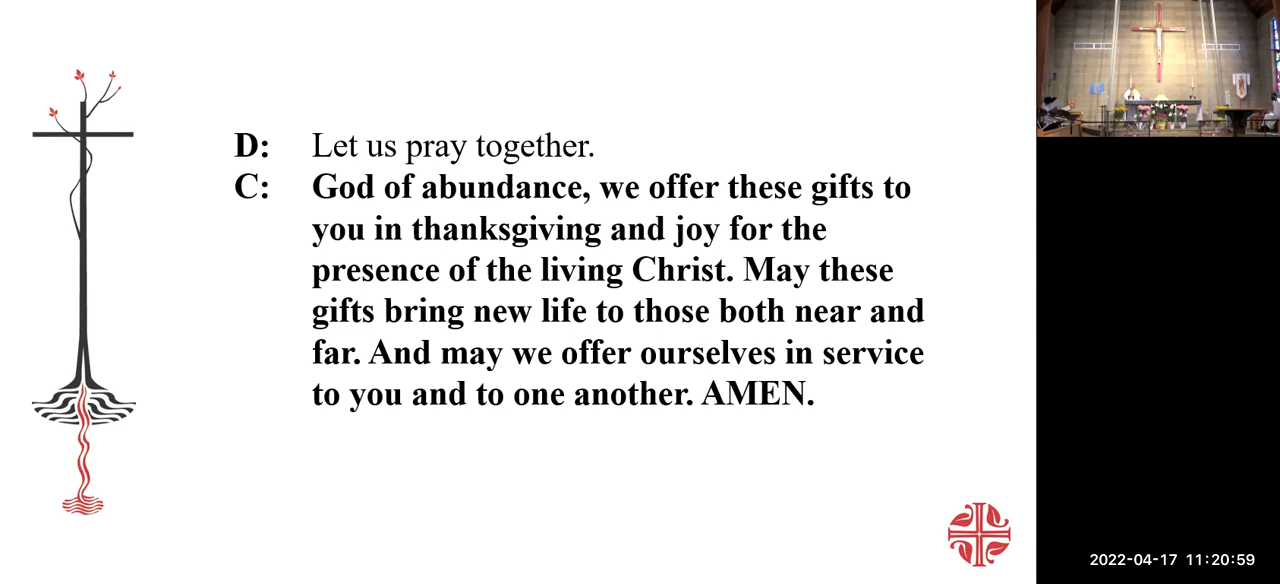 D: Let us pray together.
C: God of abundance, we offer these gifts to
you in thanksgiving and joy for the
presence of the living Christ. May these
gifts bring new life to those both near and
far. And may we offer ourselves in service
to you and to one another. AMEN.
2022-04-17 11:20:59